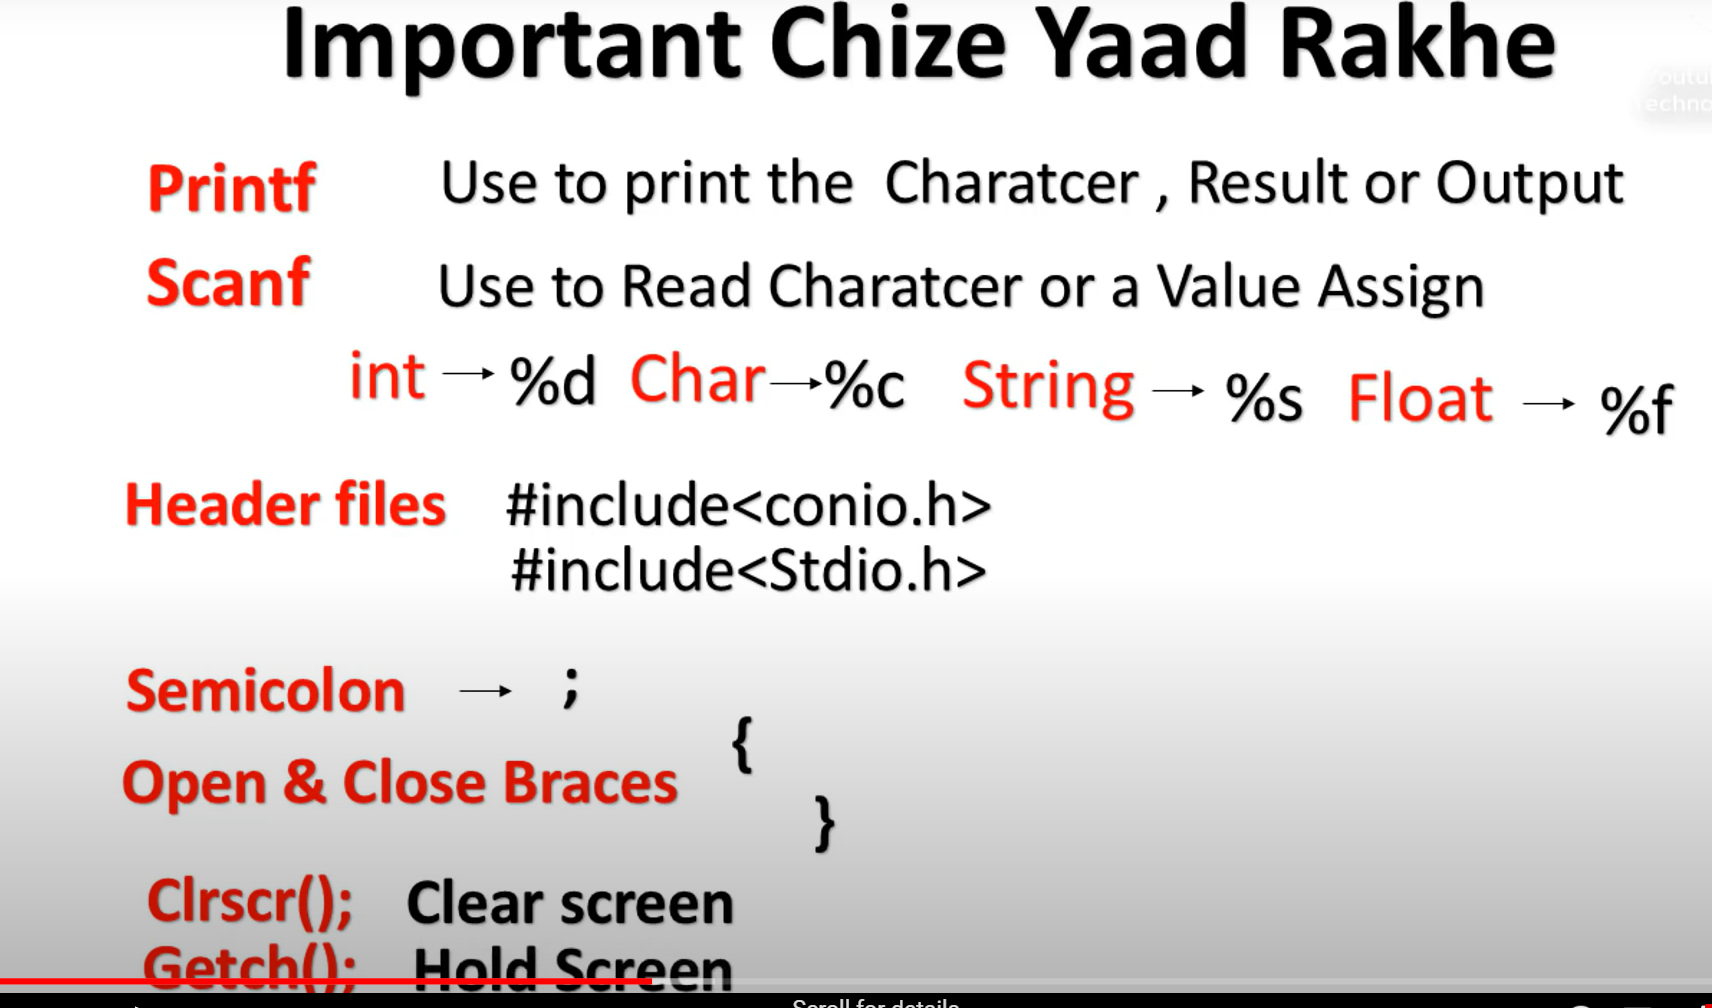 Important Chize Yaad Rakhe
Printf Use to print the Charatcer , Result or Output
Scanf Use to Read Charatcer or a Value Assign
int → %d Char → %c String → %s Float → %f
Header files #include<conio.h>
#include<Stdio.h>
Semicolon → ;
Open & Close Braces {
}
Clrscr(); Clear screen
Getch(); Hold Screen
Scroll for details